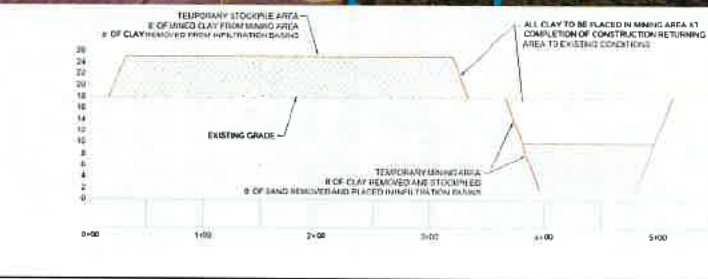 TEMPORARY STOCKPILE AREA
8' OF MINED CLAY FROM MINING AREA
8' OF CLAY REMOVED FROM INFILTRATION BASINS
ALL CLAY TO BE PLACED IN MINING AREA AT
COMPLETION OF CONSTRUCTION RETURNING
AREA TO EXISTING CONDITIONS
26
24
22
20
18
16
14
12
10
8
6
4
2
0
EXISTING GRADE
TEMPORARY MINING AREA
8' OF CLAY REMOVED AND STOCKPILED
8' OF SAND REMOVED AND PLACED IN INFILTRATION BASINS
0+00
1+00
2+00
3+00
4+00
5+00